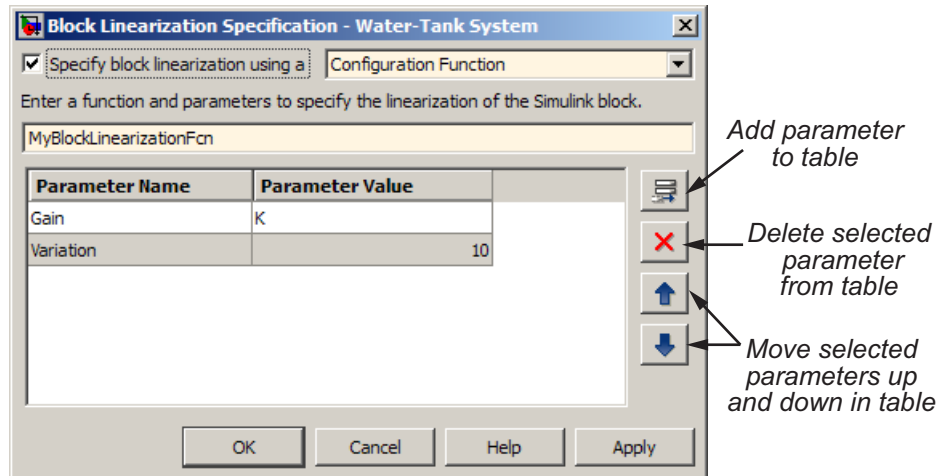 Block Linearization Specification - Water-Tank System
Specify block linearization using a Configuration Function
Enter a function and parameters to specify the linearization of the Simulink block.
MyBlockLinearizationFcn
Parameter Name Parameter Value
Gain K
Variation 10
OK Cancel Help Apply
Add parameter
to table
Delete selected
parameter
from table
Move selected
parameters up
and down in table